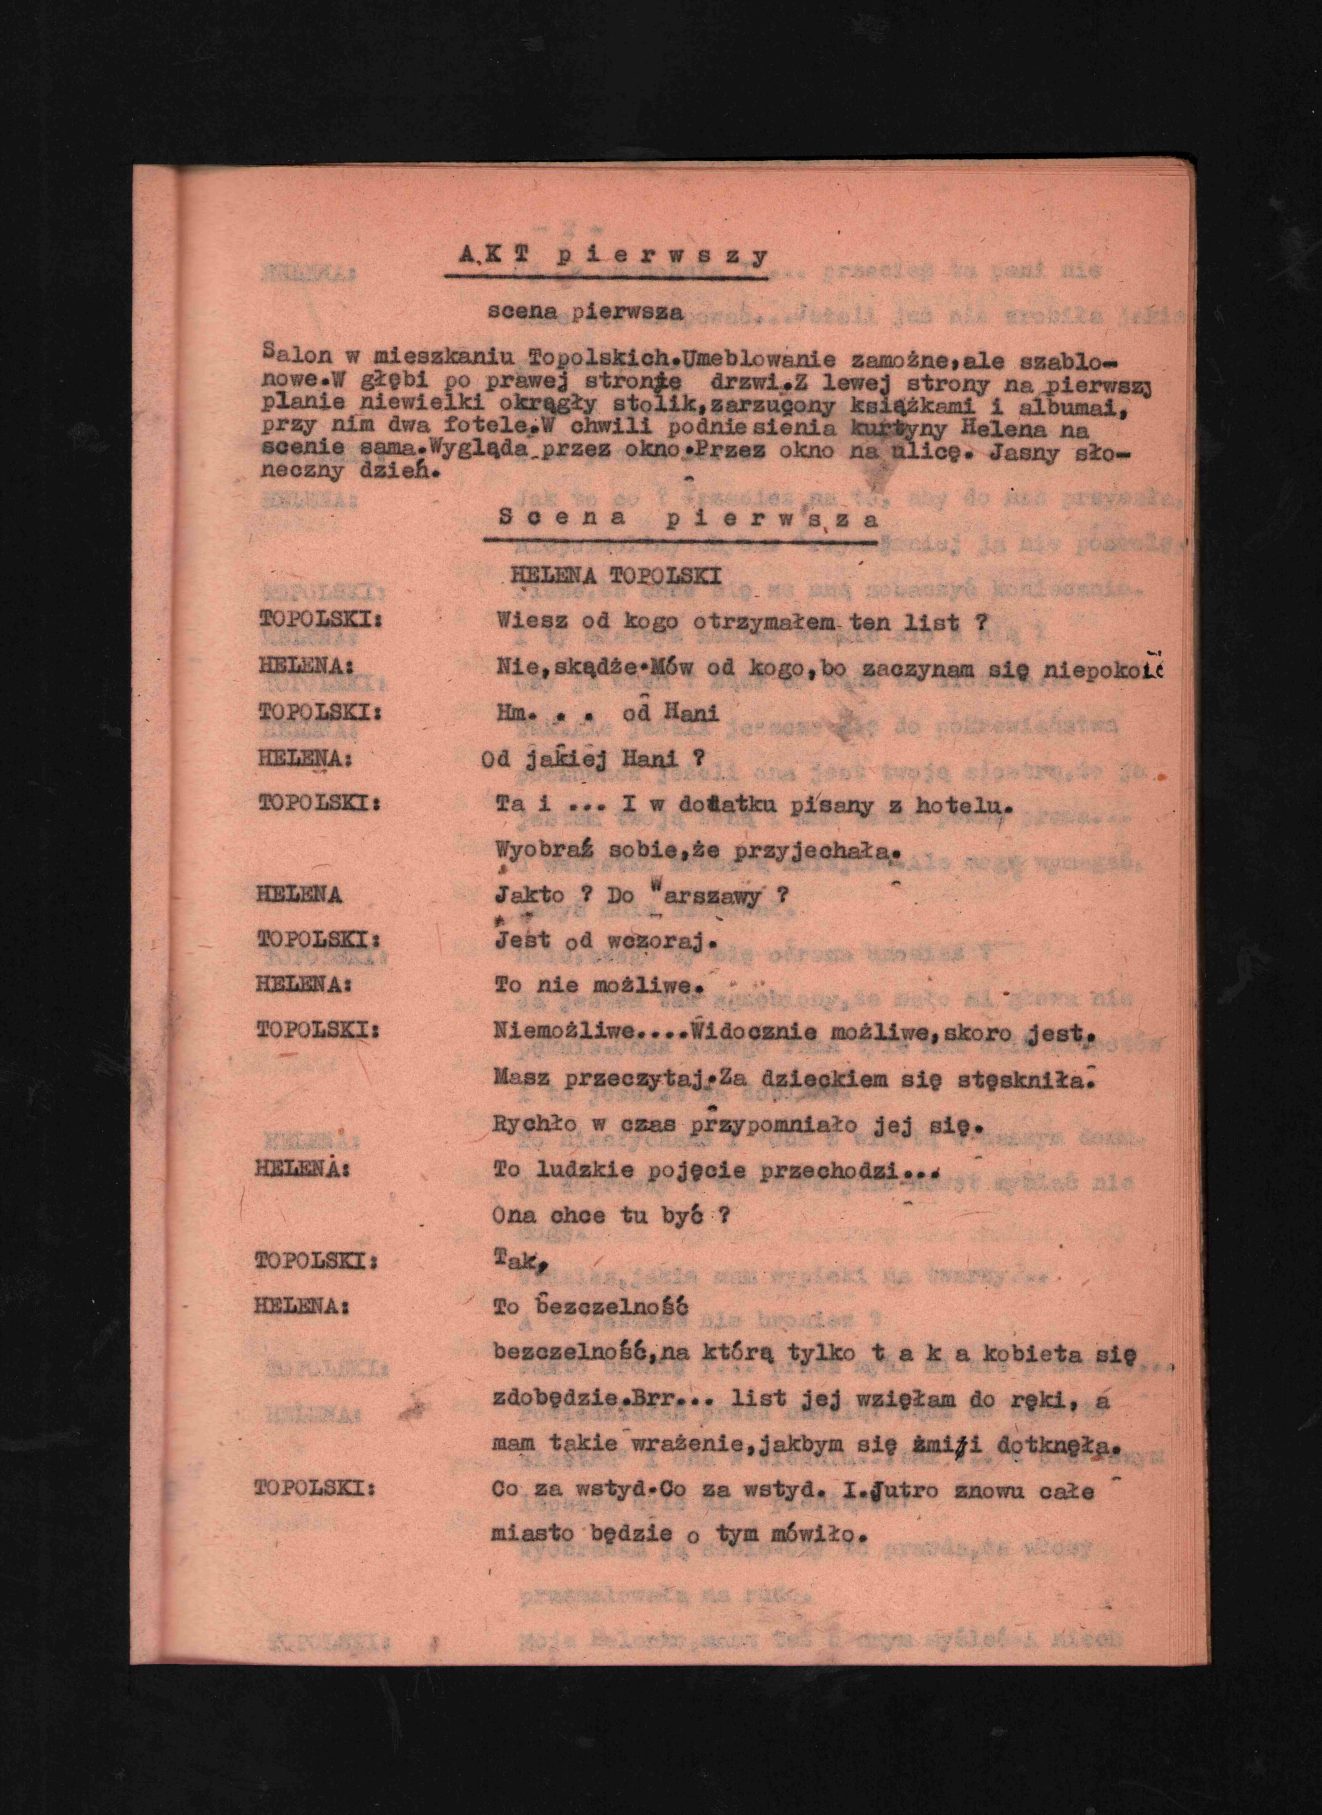 AKT pierwszy
scena pierwsza
Salon w mieszkaniu Topolskich.Umeblowanie zamożne,ale szablo-
nowe.W głębi po prawej stronie drzwi.Z lewej strony na pierwszj
planie niewielki okrągły stolik,zarzucony książkami i albumai,
przy nim dwa fotele.W chwili podniesienia kurtyny Helena na
scenie sama.Wygląda przez okno.Przez okno na ulicę. Jasny sło-
neczny dzień.
Scena pierwsza
HELENA TOPOLSKI
TOPOLSKI: Wiesz od kogo otrzymałem ten list ?
HELENA: Nie,skądże.Mów od kogo,bo zaczynam się niepokoić
TOPOLSKI: Hm. . . od Hani
HELENA: Od jakiej Hani ?
TOPOLSKI: Ta i ... I w dodatku pisany z hotelu.
Wyobraź sobie,że przyjechała.
HELENA Jakto ? Do Warszawy ?
TOPOLSKI: Jest od wczoraj.
HELENA: To nie możliwe.
TOPOLSKI: Niemożliwe....Widocznie możliwe,skoro jest.
Masz przeczytaj.Za dzieckiem się stęskniła.
Rychło w czas przypomniało jej się.
HELENA: To ludzkie pojęcie przechodzi...
Ona chce tu być ?
TOPOLSKI: Tak,
HELENA: To bezczelność
bezczelność,na którą tylko t a k a kobieta się
zdobędzie.Brr... list jej wzięłam do ręki, a
mam takie wrażenie,jakbym się żmiji dotknęła.
TOPOLSKI: Co za wstyd.Co za wstyd. I.Jutro znowu całe
miasto będzie o tym mówiło.